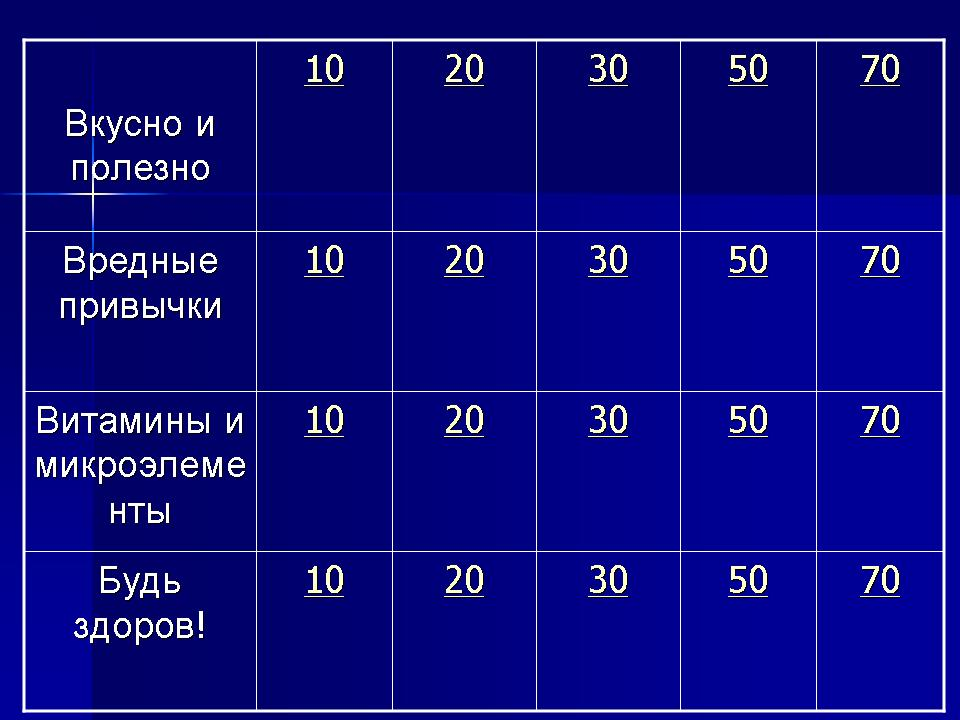 Вкусно и
полезно
10 20 30 50 70
Вредные
привычки
10 20 30 50 70
Витамины и
микроэлеме
нты
10 20 30 50 70
Будь
здоров!
10 20 30 50 70